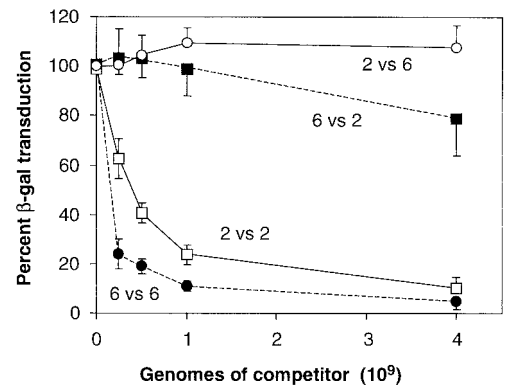 Percent β-gal transduction
120
100
80
60
40
20
0
2 vs 6
6 vs 2
2 vs 2
6 vs 6
0
1
2
3
4
Genomes of competitor (10⁹)